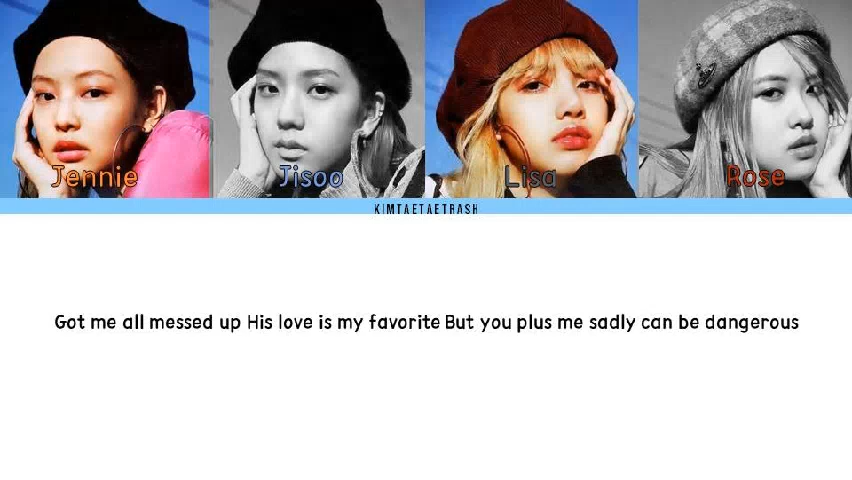 Jennie Jisoo Lisa Rose
KIMTAETAETRASH
Got me all messed up His love is my favorite But you plus me sadly can be dangerous